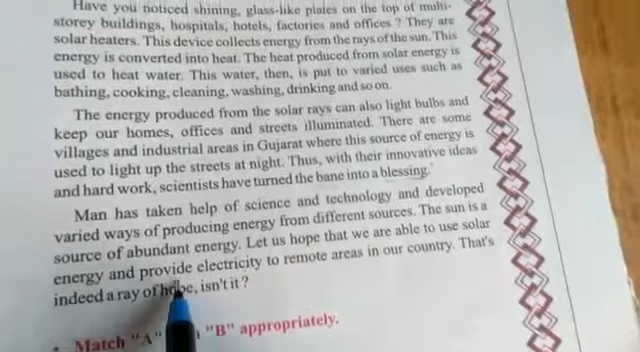 Have you noticed shining, glass-like plates on the top of multi-
storey buildings, hospitals, hotels, factories and offices ? They are
solar heaters. This device collects energy from the rays of the sun. This
energy is converted into heat. The heat produced from solar energy is
used to heat water. This water, then, is put to varied uses such as
bathing, cooking, cleaning, washing, drinking and so on.
The energy produced from the solar rays can also light bulbs and
keep our homes, offices and streets illuminated. There are some
villages and industrial areas in Gujarat where this source of energy is
used to light up the streets at night. Thus, with their innovative ideas
and hard work, scientists have turned the bane into a blessing.
Man has taken help of science and technology and developed
varied ways of producing energy from different sources. The sun is a
source of abundant energy. Let us hope that we are able to use solar
energy and provide electricity to remote areas in our country. That's
indeed a ray of hope, isn't it ?
• Match "A" "B" appropriately.